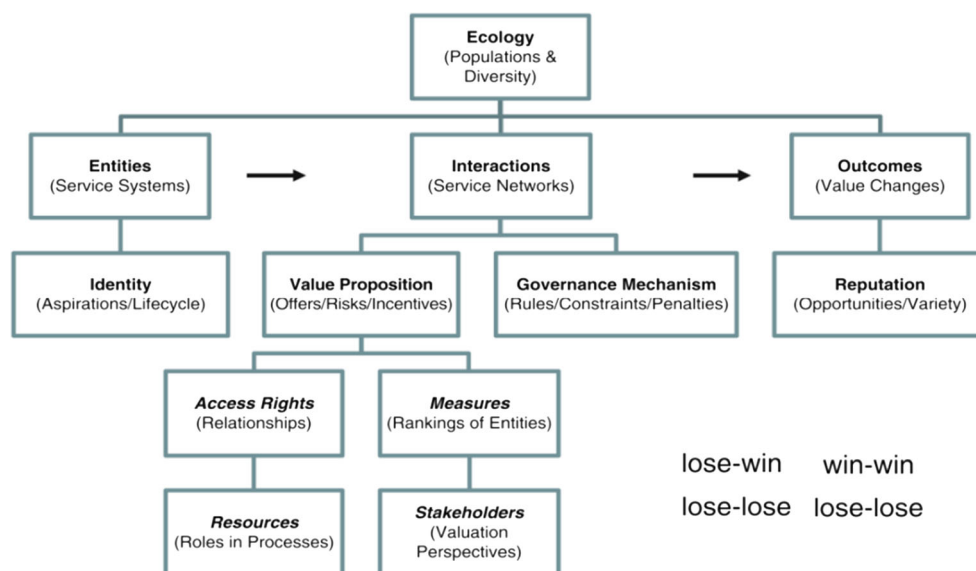 Ecology
(Populations &
Diversity)
Entities
(Service Systems)
Interactions
(Service Networks)
Outcomes
(Value Changes)
Identity
(Aspirations/Lifecycle)
Value Proposition
(Offers/Risks/Incentives)
Governance Mechanism
(Rules/Constraints/Penalties)
Reputation
(Opportunities/Variety)
Access Rights
(Relationships)
Measures
(Rankings of Entities)
Resources
(Roles in Processes)
Stakeholders
(Valuation
Perspectives)
lose-win win-win
lose-lose lose-lose